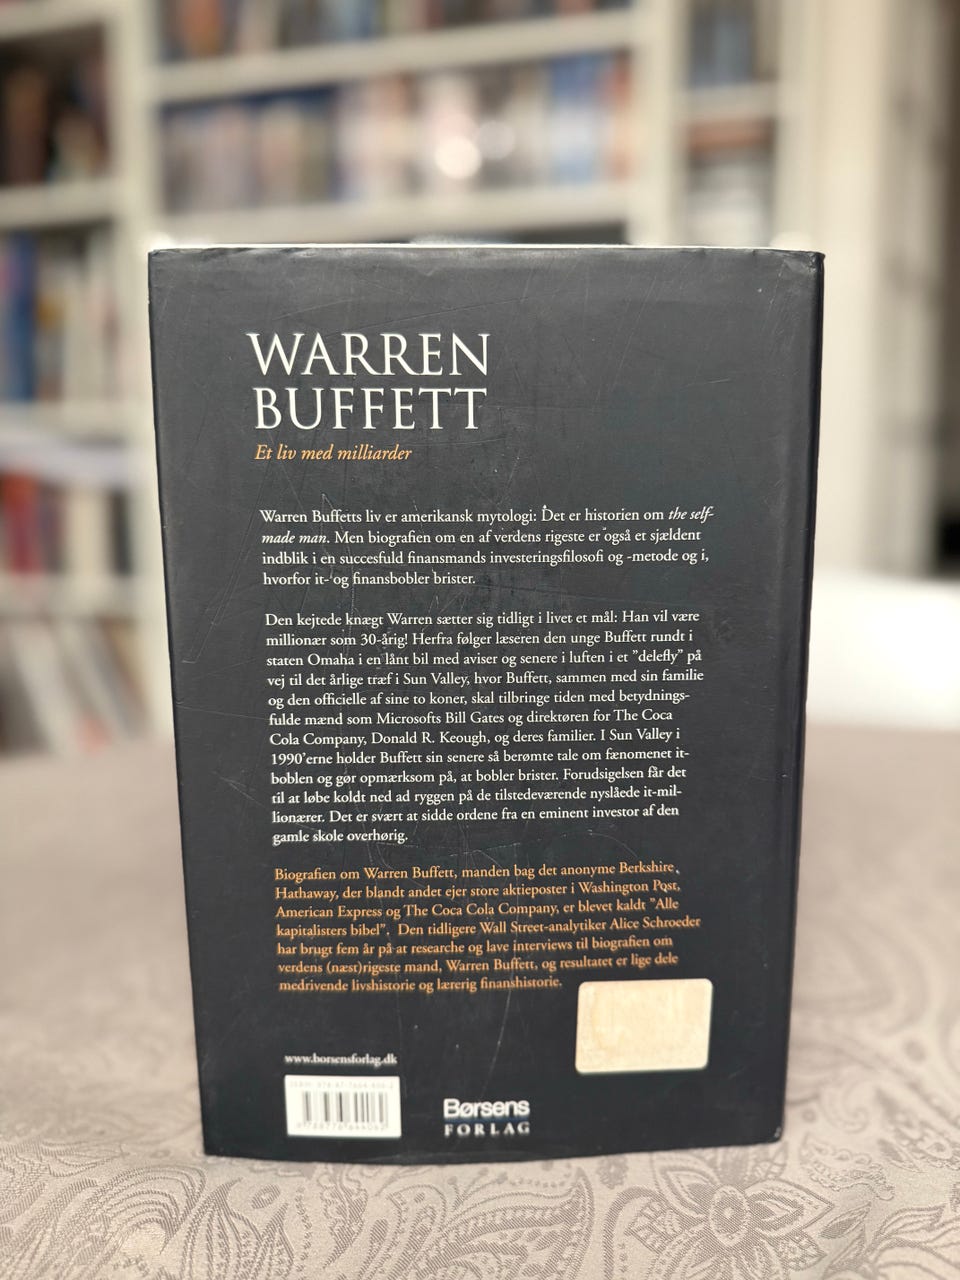 WARREN
BUFFETT
Et liv med milliarder
Warren Buffetts liv er amerikansk mytologi: Det er historien om the self-
made man. Men biografien om en af verdens rigeste er også et sjældent
indblik i en succesfuld finansmands investeringsfilosofi og -metode og i,
hvorfor it- og finansbobler brister.
Den kejtede knægt Warren sætter sig tidligt i livet et mål: Han vil være
millionær som 30-årig! Herfra følger læseren den unge Buffett rundt i
staten Omaha i en lånt bil med aviser og senere i luften i et ”delefly” på
vej til det årlige træf i Sun Valley, hvor Buffett, sammen med sin familie
og den officielle af sine to koner, skal tilbringe tiden med betydnings-
fulde mænd som Microsofts Bill Gates og direktøren for The Coca
Cola Company, Donald R. Keough, og deres familier. I Sun Valley i
1990’erne holder Buffett sin senere så berømte tale om fænomenet it-
boblen og gør opmærksom på, at bobler brister. Forudsigelsen får det
til at løbe koldt ned ad ryggen på de tilstedeværende nyslåede it-mil-
lionærer. Det er svært at sidde ordene fra en eminent investor af den
gamle skole overhørig.
Biografien om Warren Buffett, manden bag det anonyme Berkshire
Hathaway, der blandt andet ejer store aktieposter i Washington Post,
American Express og The Coca Cola Company, er blevet kaldt ”Alle
kapitalisters bibel”. Den tidligere Wall Street-analytiker Alice Schroeder
har brugt fem år på at researche og lave interviews til biografien om
verdens (næst)rigeste mand, Warren Buffett, og resultatet er lige dele
medrivende livshistorie og lærerig finanshistorie.
www.borsensforlag.dk
Børsens
FORLAG